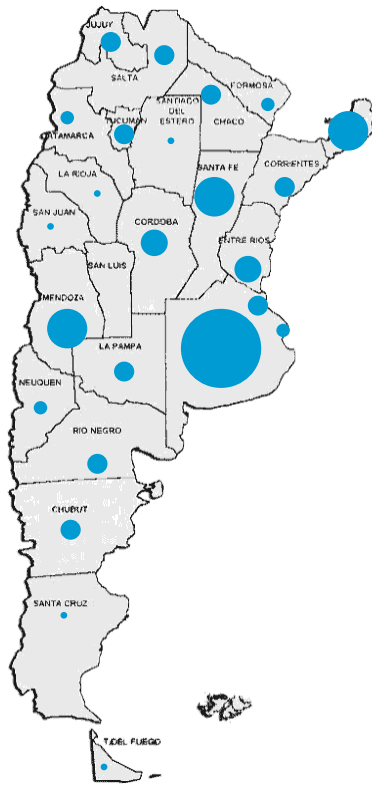 JUJUY
SALTA
FORMOSA
SANTIAGO
DEL
ESTERO
CHACO
TUCUMAN
CATAMARCA
M
SANTA FE
CORRIENTES
LA RIOJA
SAN JUAN
CORDOBA
ENTRE RIOS
SAN LUIS
MENDOZA
LA PAMPA
NEUQUEN
RIO NEGRO
CHUBUT
SANTA CRUZ
T.DEL FUEGO